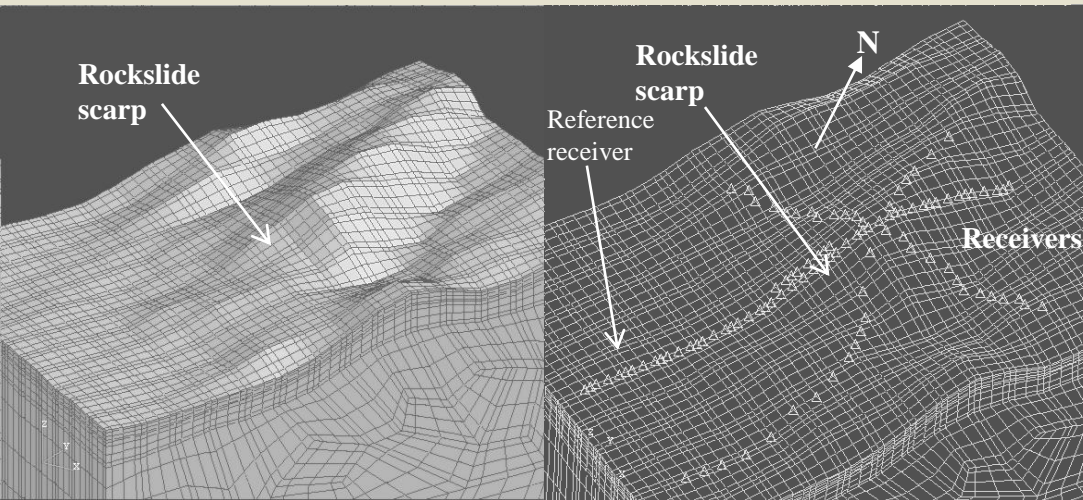 Rockslide
scarp
z
Y
X
N
Rockslide
scarp
Reference
receiver
Receivers
z
Y
X